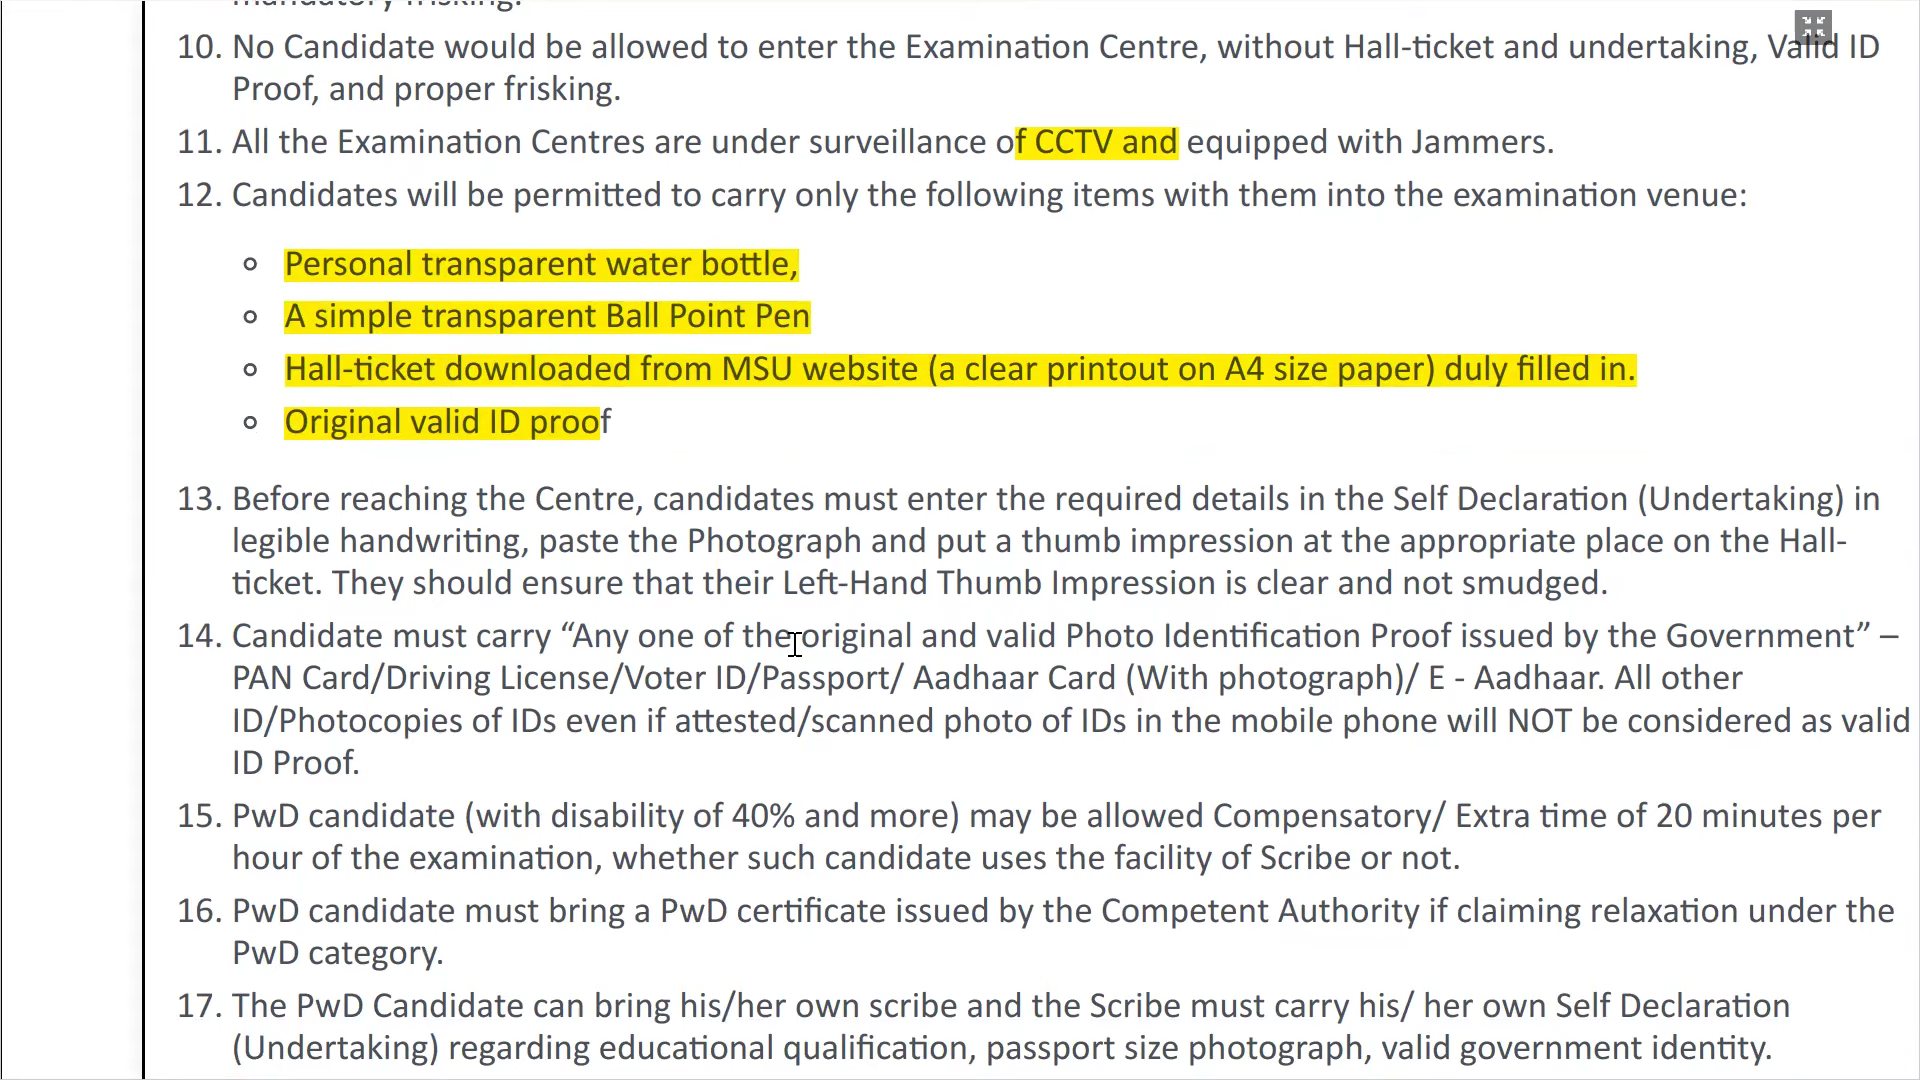 mandatory frisking.
10. No Candidate would be allowed to enter the Examination Centre, without Hall-ticket and undertaking, Valid ID
Proof, and proper frisking.
11. All the Examination Centres are under surveillance of CCTV and equipped with Jammers.
12. Candidates will be permitted to carry only the following items with them into the examination venue:
Personal transparent water bottle,
A simple transparent Ball Point Pen
Hall-ticket downloaded from MSU website (a clear printout on A4 size paper) duly filled in.
Original valid ID proof
13. Before reaching the Centre, candidates must enter the required details in the Self Declaration (Undertaking) in
legible handwriting, paste the Photograph and put a thumb impression at the appropriate place on the Hall-
ticket. They should ensure that their Left-Hand Thumb Impression is clear and not smudged.
14. Candidate must carry “Any one of the original and valid Photo Identification Proof issued by the Government” –
PAN Card/Driving License/Voter ID/Passport/ Aadhaar Card (With photograph)/ E - Aadhaar. All other
ID/Photocopies of IDs even if attested/scanned photo of IDs in the mobile phone will NOT be considered as valid
ID Proof.
15. PwD candidate (with disability of 40% and more) may be allowed Compensatory/ Extra time of 20 minutes per
hour of the examination, whether such candidate uses the facility of Scribe or not.
16. PwD candidate must bring a PwD certificate issued by the Competent Authority if claiming relaxation under the
PwD category.
17. The PwD Candidate can bring his/her own scribe and the Scribe must carry his/ her own Self Declaration
(Undertaking) regarding educational qualification, passport size photograph, valid government identity.